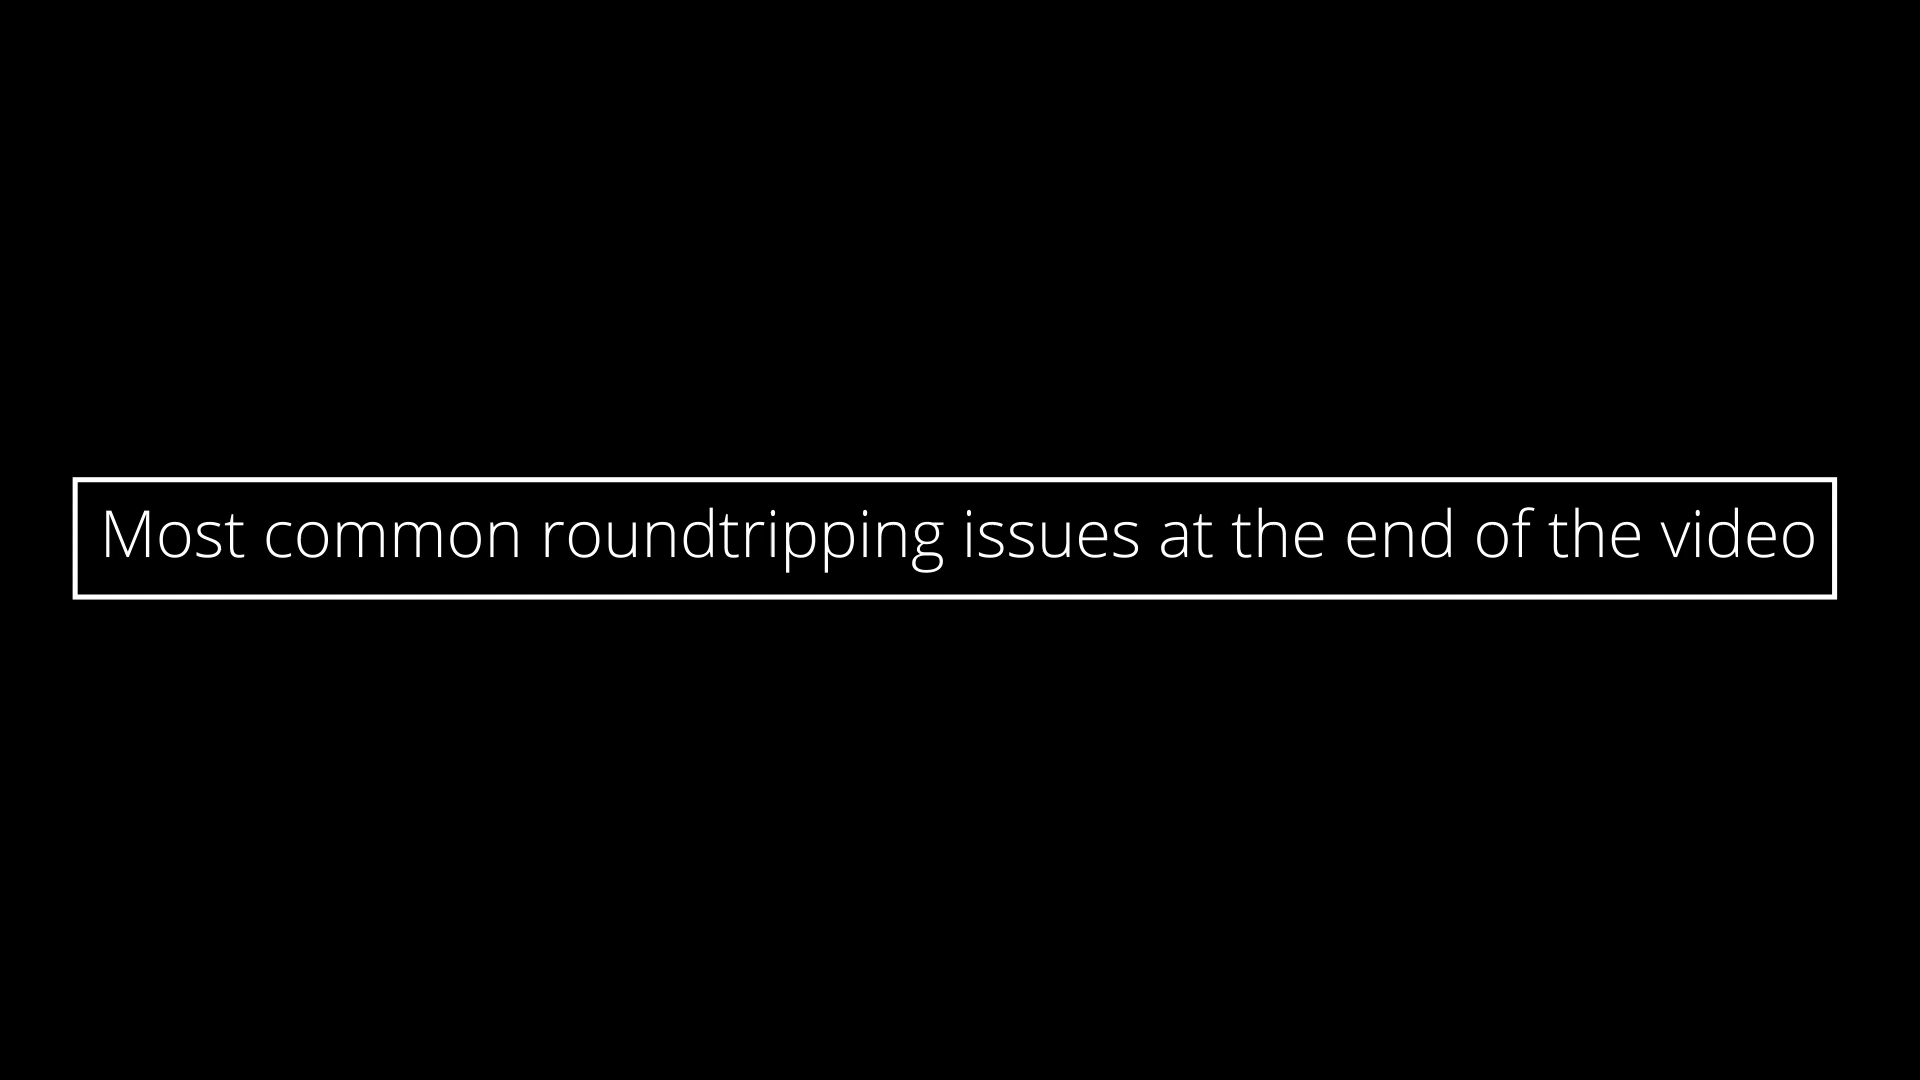 Most common roundtripping issues at the end of the video